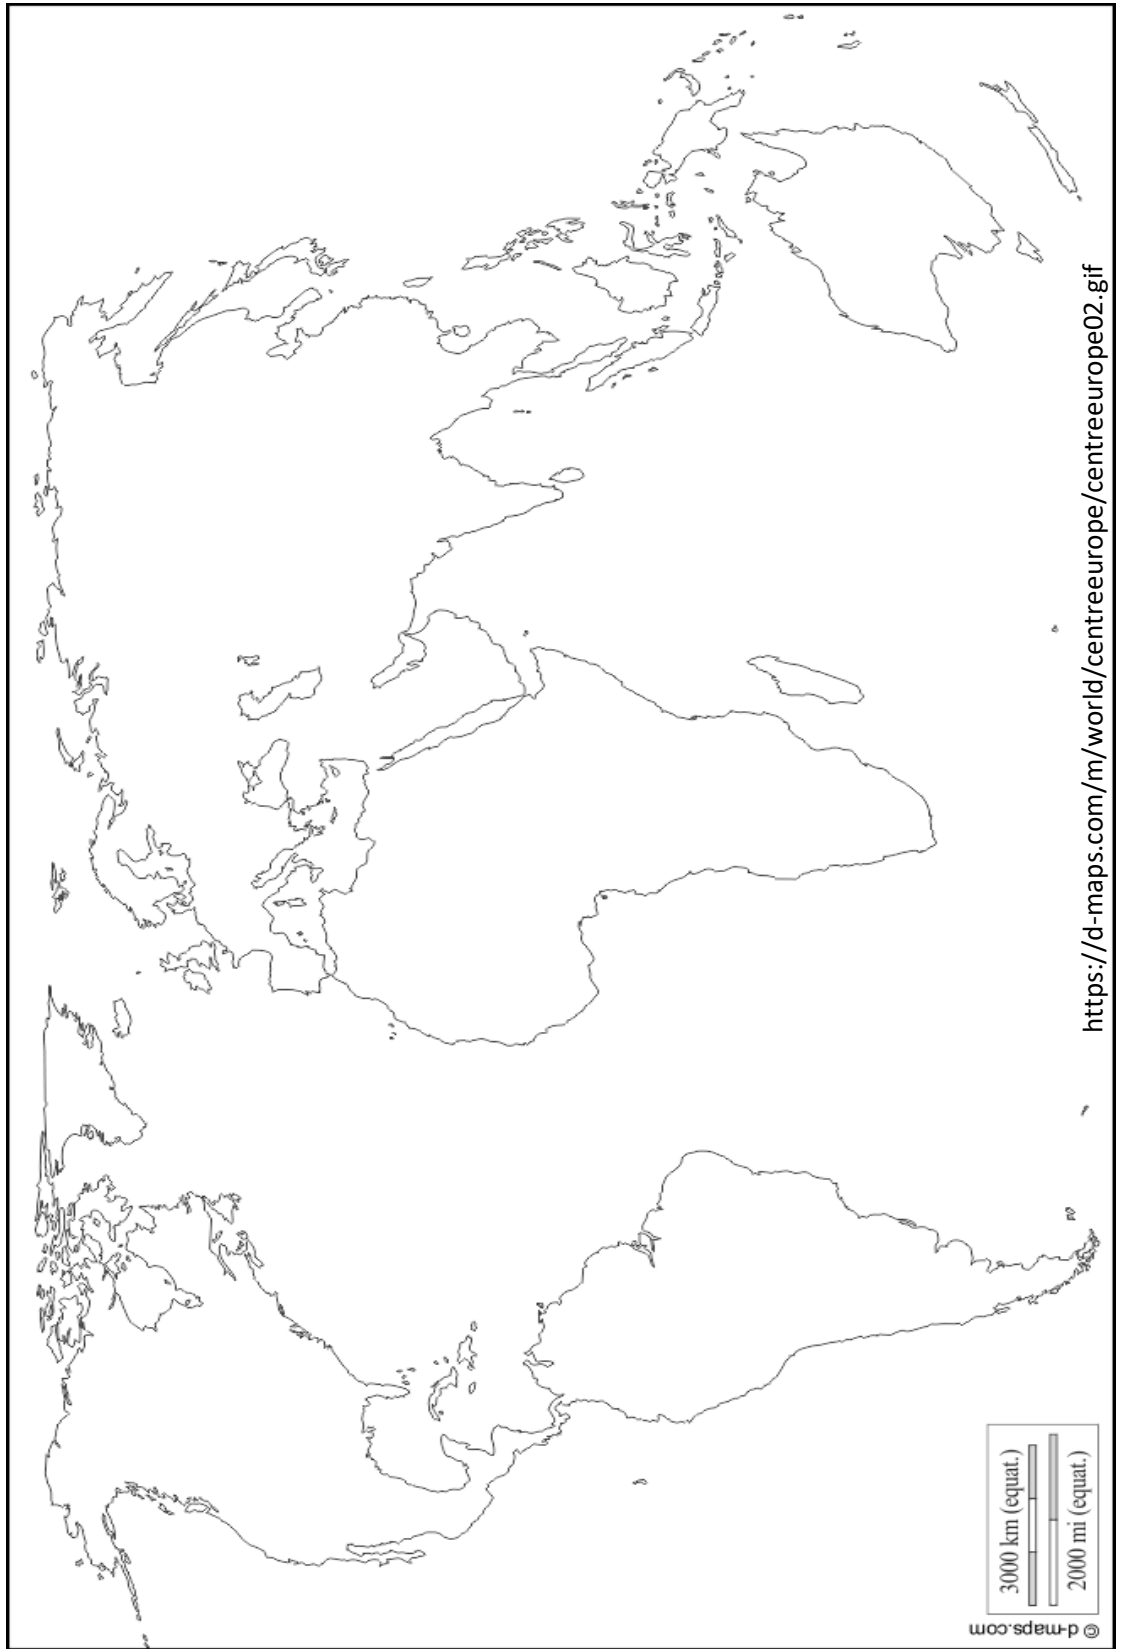 https://d-maps.com/m/world/centreeurope/centreeurope02.gif
3000 km (equat.)
2000 mi (equat.)
© d-maps.com